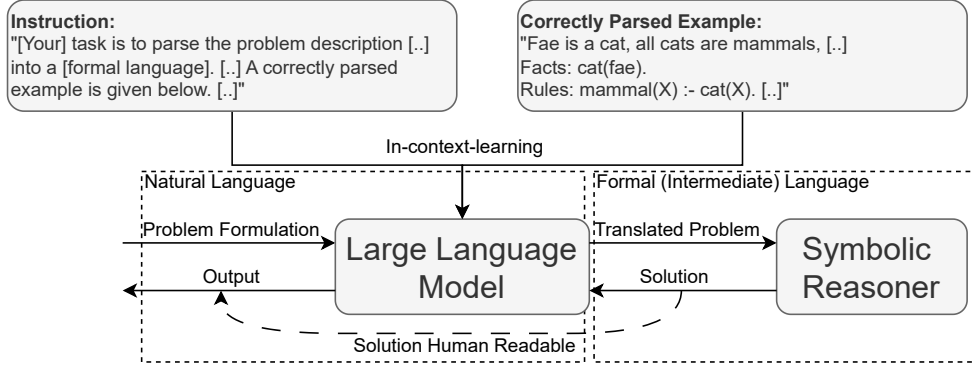 Instruction:
"[Your] task is to parse the problem description [..]
into a [formal language]. [..] A correctly parsed
example is given below. [..]"
Correctly Parsed Example:
"Fae is a cat, all cats are mammals, [..]
Facts: cat(fae).
Rules: mammal(X) :- cat(X). [..]"
In-context-learning
Natural Language
Formal (Intermediate) Language
Problem Formulation
Large Language
Model
Translated Problem
Symbolic
Reasoner
Output
Solution
Solution Human Readable